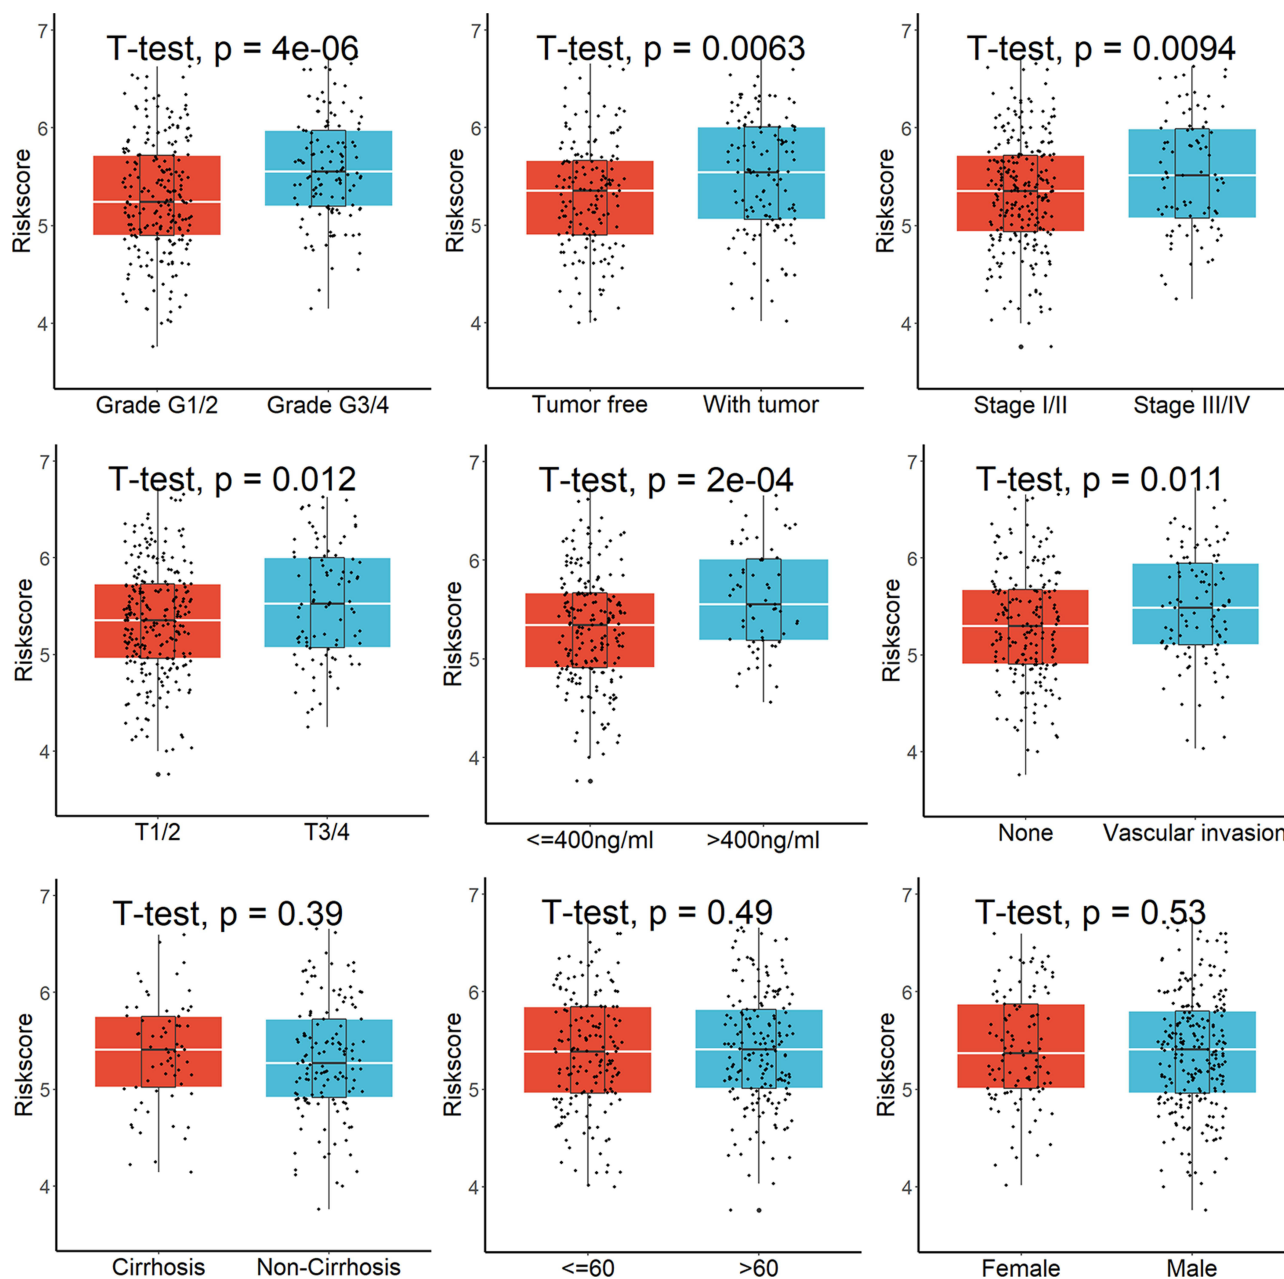 T-test, p = 4e-06
7
6
5
4
Riskscore
Grade G1/2
Grade G3/4
T-test, p = 0.0063
7
6
5
4
Riskscore
Tumor free
With tumor
T-test, p = 0.0094
7
6
5
4
Riskscore
Stage I/II
Stage III/IV
T-test, p = 0.012
7
6
5
4
Riskscore
T1/2
T3/4
T-test, p = 2e-04
7
6
5
4
Riskscore
<=400ng/ml
>400ng/ml
T-test, p = 0.011
7
6
5
4
Riskscore
None
Vascular invasion
T-test, p = 0.39
7
6
5
4
Riskscore
Cirrhosis
Non-Cirrhosis
T-test, p = 0.49
7
6
5
4
Riskscore
<=60
>60
T-test, p = 0.53
7
6
5
4
Riskscore
Female
Male